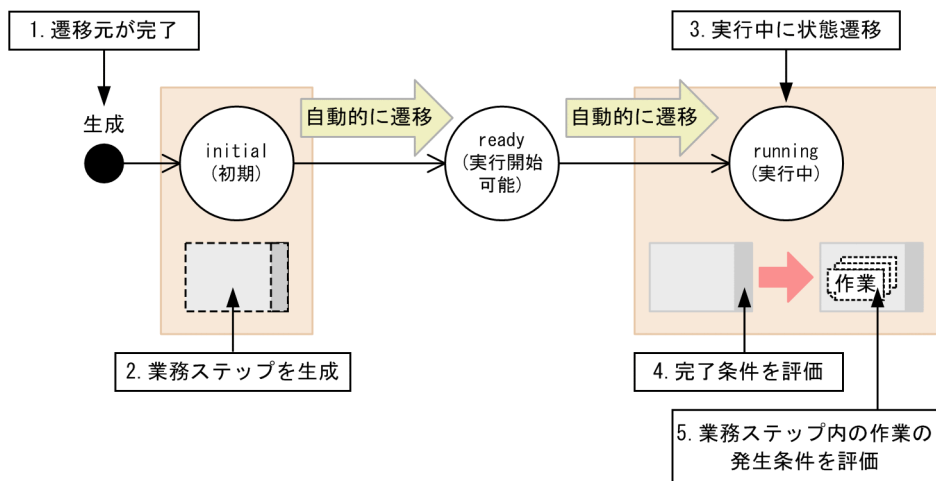 1.遷移元が完了
3.実行中に状態遷移
生成
自動的に遷移
自動的に遷移
initial
(初期)
ready
(実行開始
可能)
running
(実行中)
作業
2.業務ステップを生成
4.完了条件を評価
5.業務ステップ内の作業の
発生条件を評価